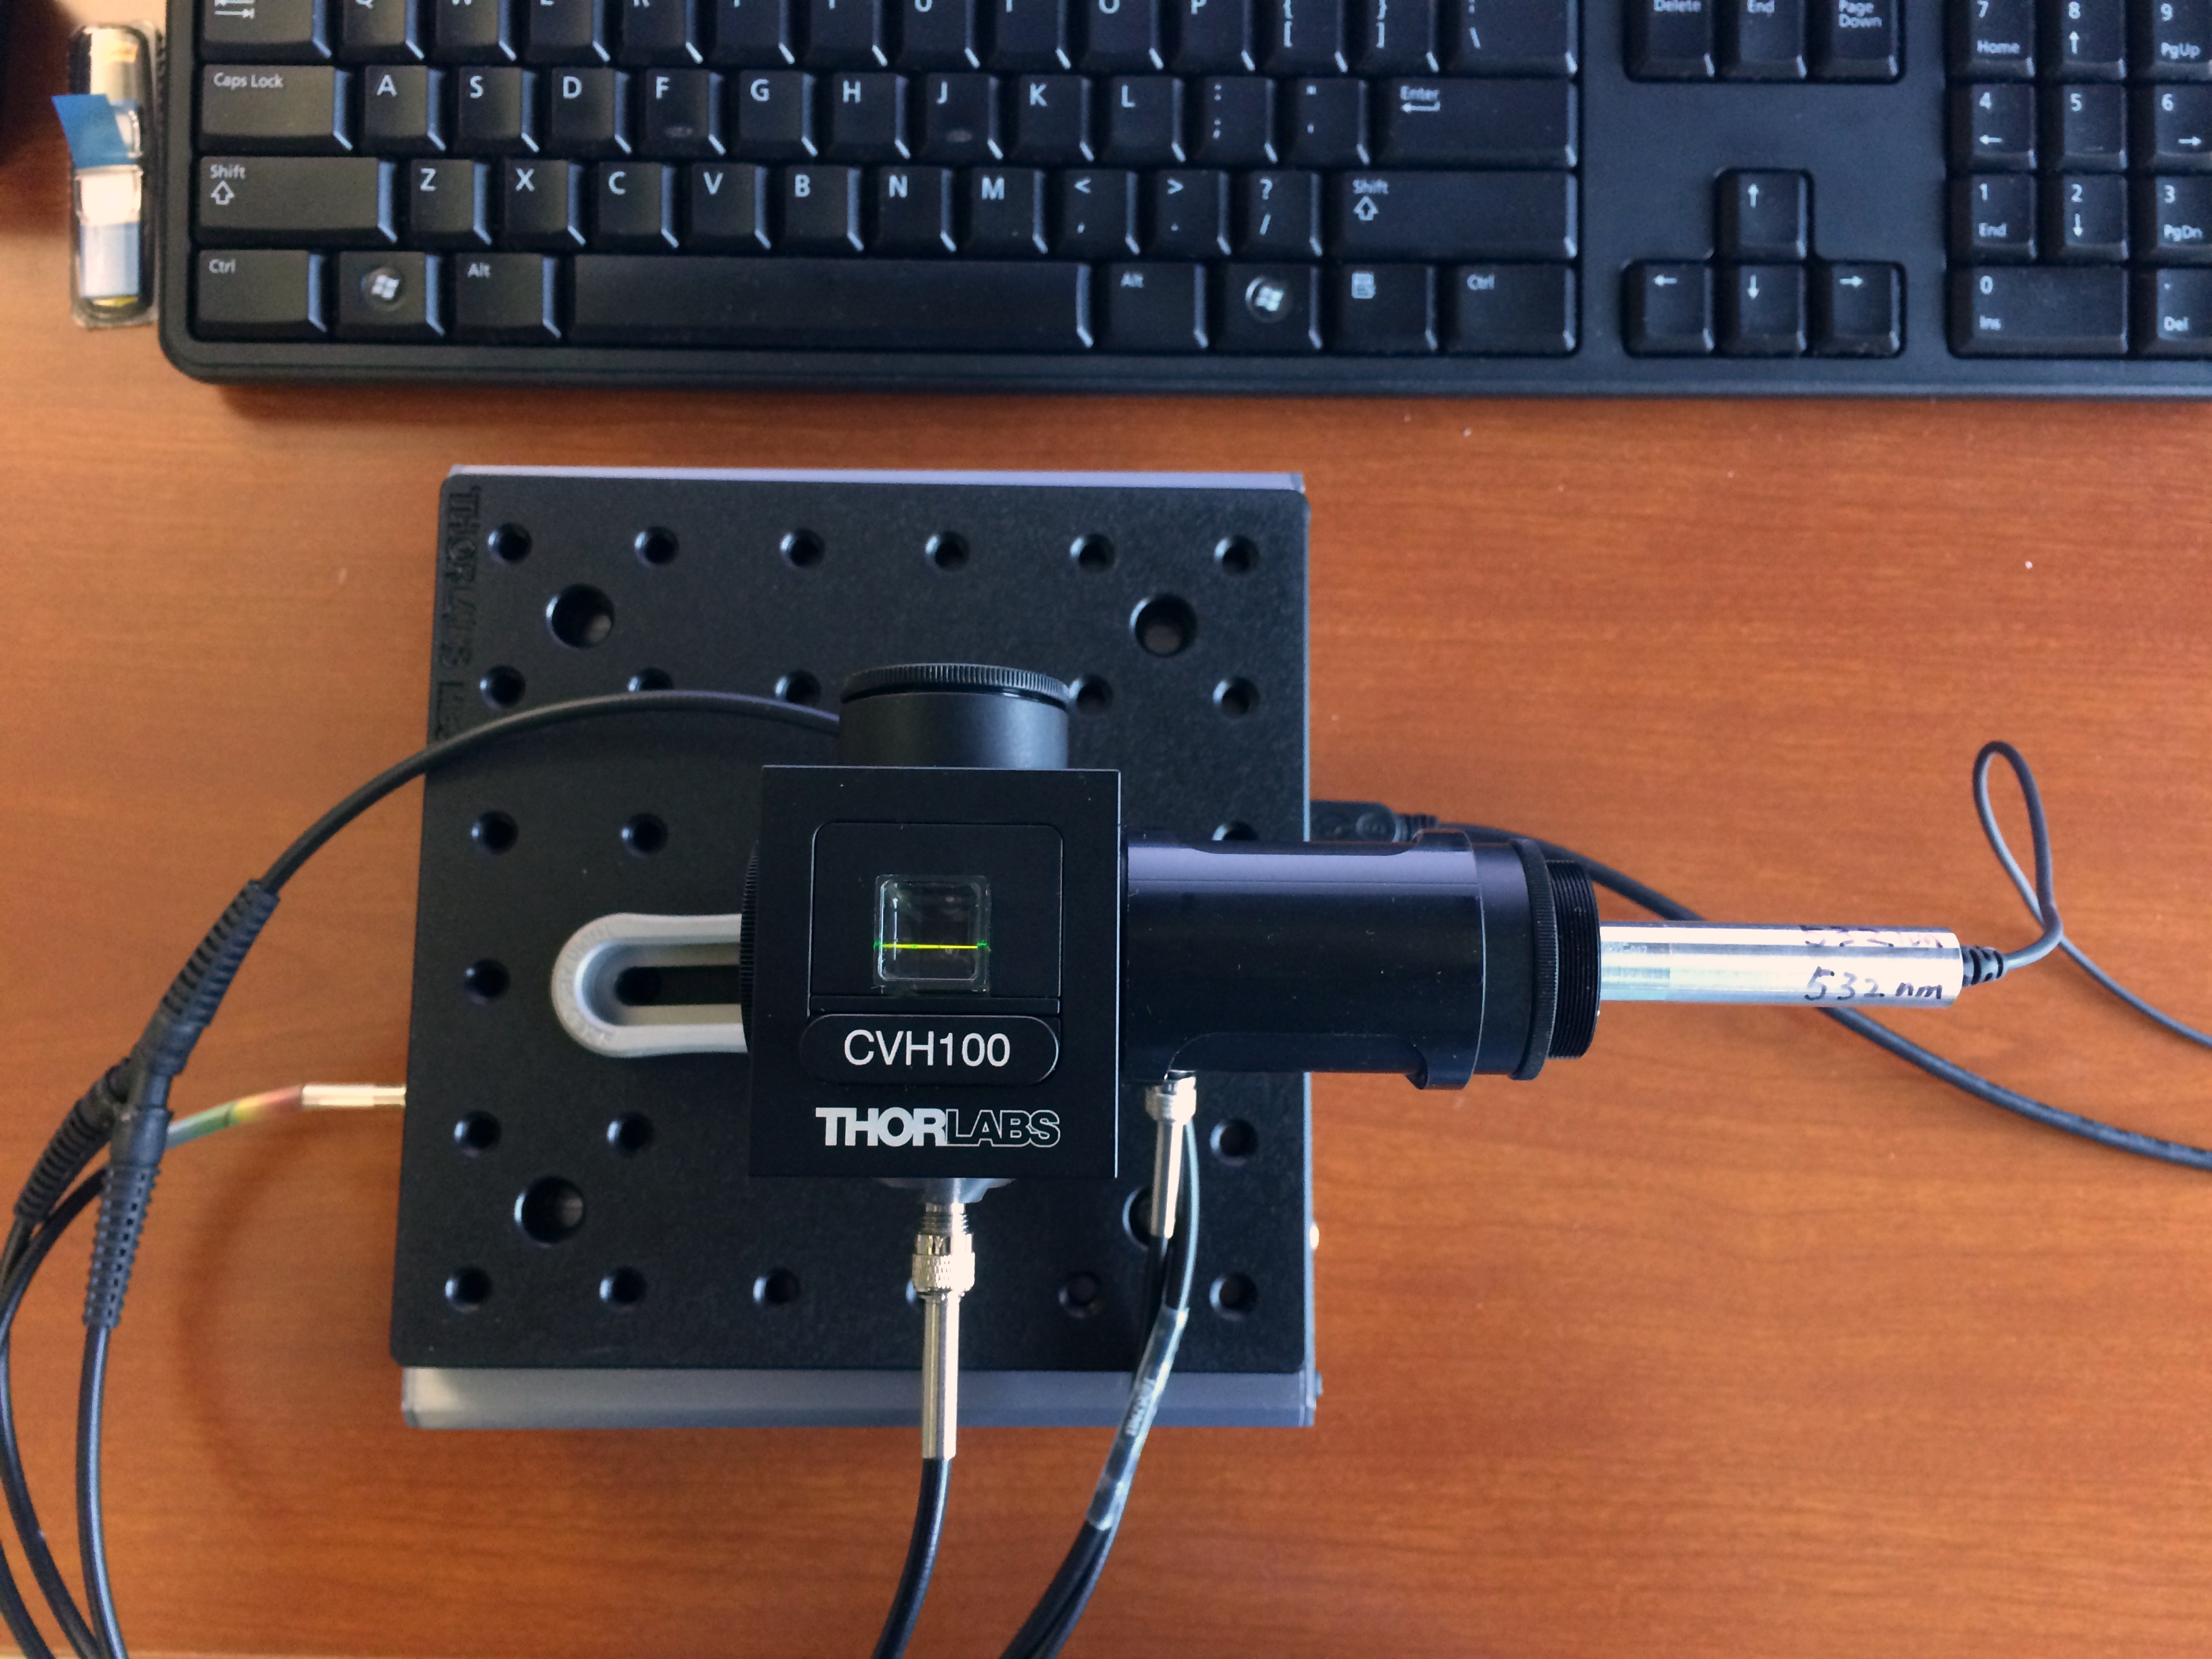 Q W E R T Y U I O P { [ } ] : \ Delete End Page Down 7 Home 8 9 PgUp
Caps Lock A S D F G H J K L : ; " ' Enter 4 5 6
Shift Z X C V B N M < , > . ? / Shift 1 End 2 3 PgDn
Ctrl Alt Alt Ctrl 0 Ins . Del
THORLABS
CVH100
THORLABS
532 nm